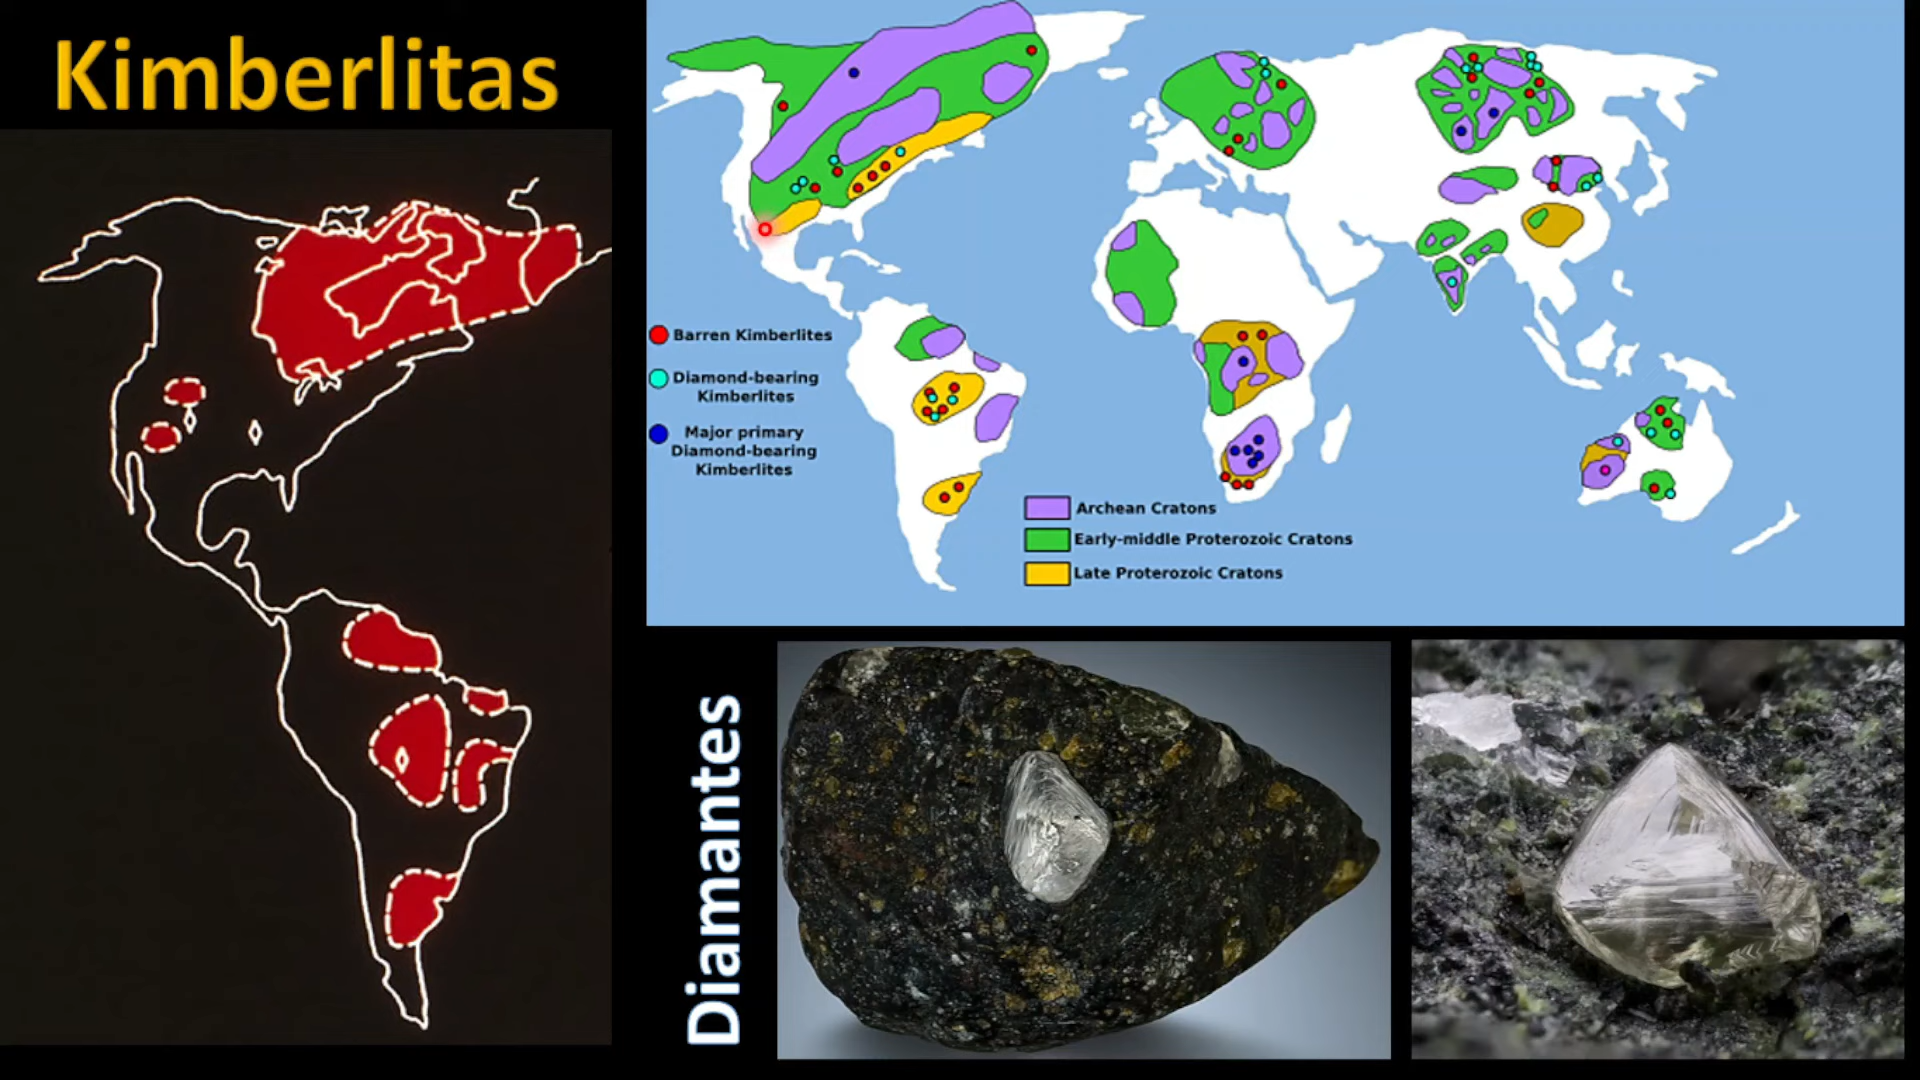 Kimberlitas
Barren Kimberlites
Diamond-bearing
Kimberlites
Major primary
Diamond-bearing
Kimberlites
Archean Cratons
Early-middle Proterozoic Cratons
Late Proterozoic Cratons
Diamantes